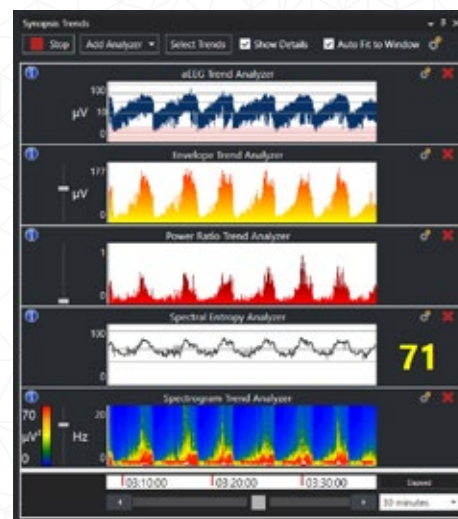 Synopsis Trends
Stop Add Analyzer Select Trends Show Details Auto Fit to Window
aEEG Trend Analyzer
100
µV 10
0
Envelope Trend Analyzer
177
µV
0
Power Ratio Trend Analyzer
1
0
Spectral Entropy Analyzer
100
71
0
Spectrogram Trend Analyzer
70 20
µV² Hz
0 0
03:10:00 03:20:00 03:30:00
30 minutes